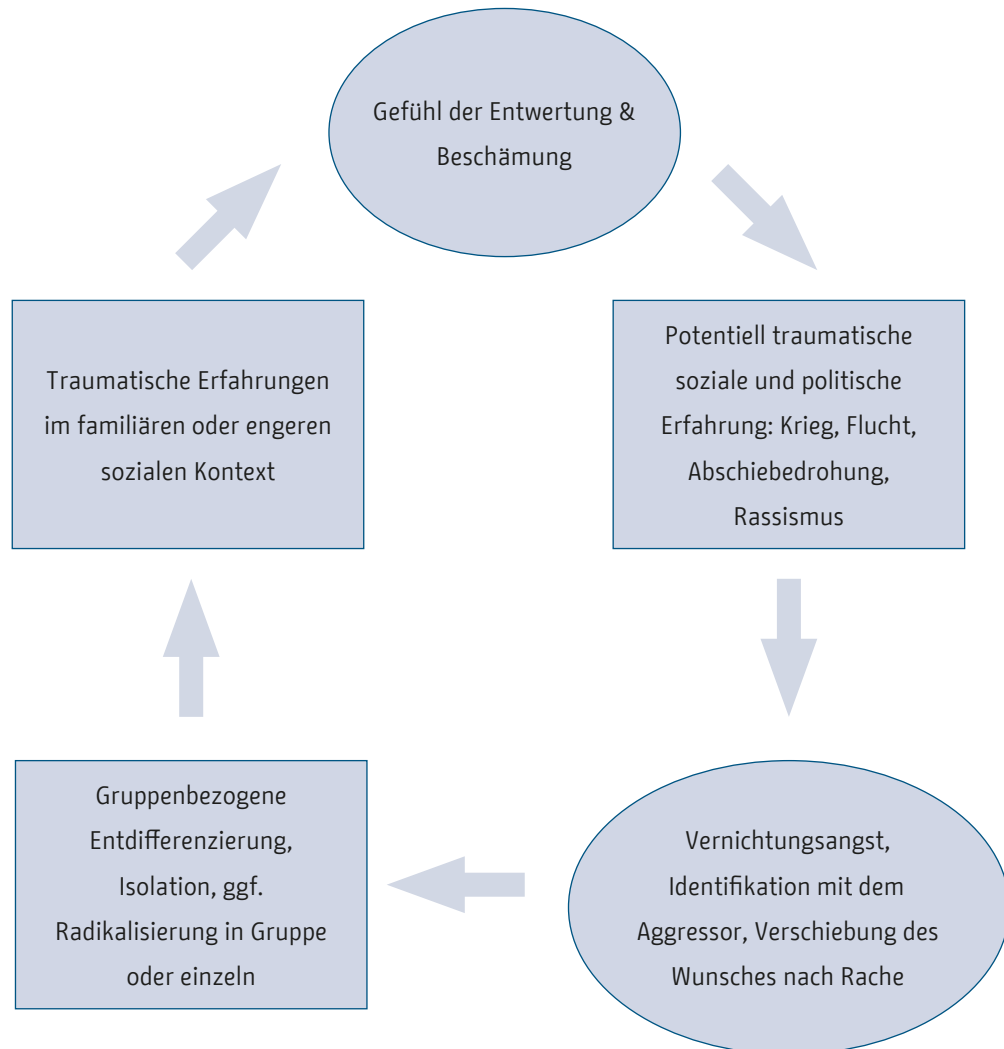 Gefühl der Entwertung &
Beschämung
Traumatische Erfahrungen
im familiären oder engeren
sozialen Kontext
Potentiell traumatische
soziale und politische
Erfahrung: Krieg, Flucht,
Abschiebedrohung,
Rassismus
Gruppenbezogene
Entdifferenzierung,
Isolation, ggf.
Radikalisierung in Gruppe
oder einzeln
Vernichtungsangst,
Identifikation mit dem
Aggressor, Verschiebung des
Wunsches nach Rache